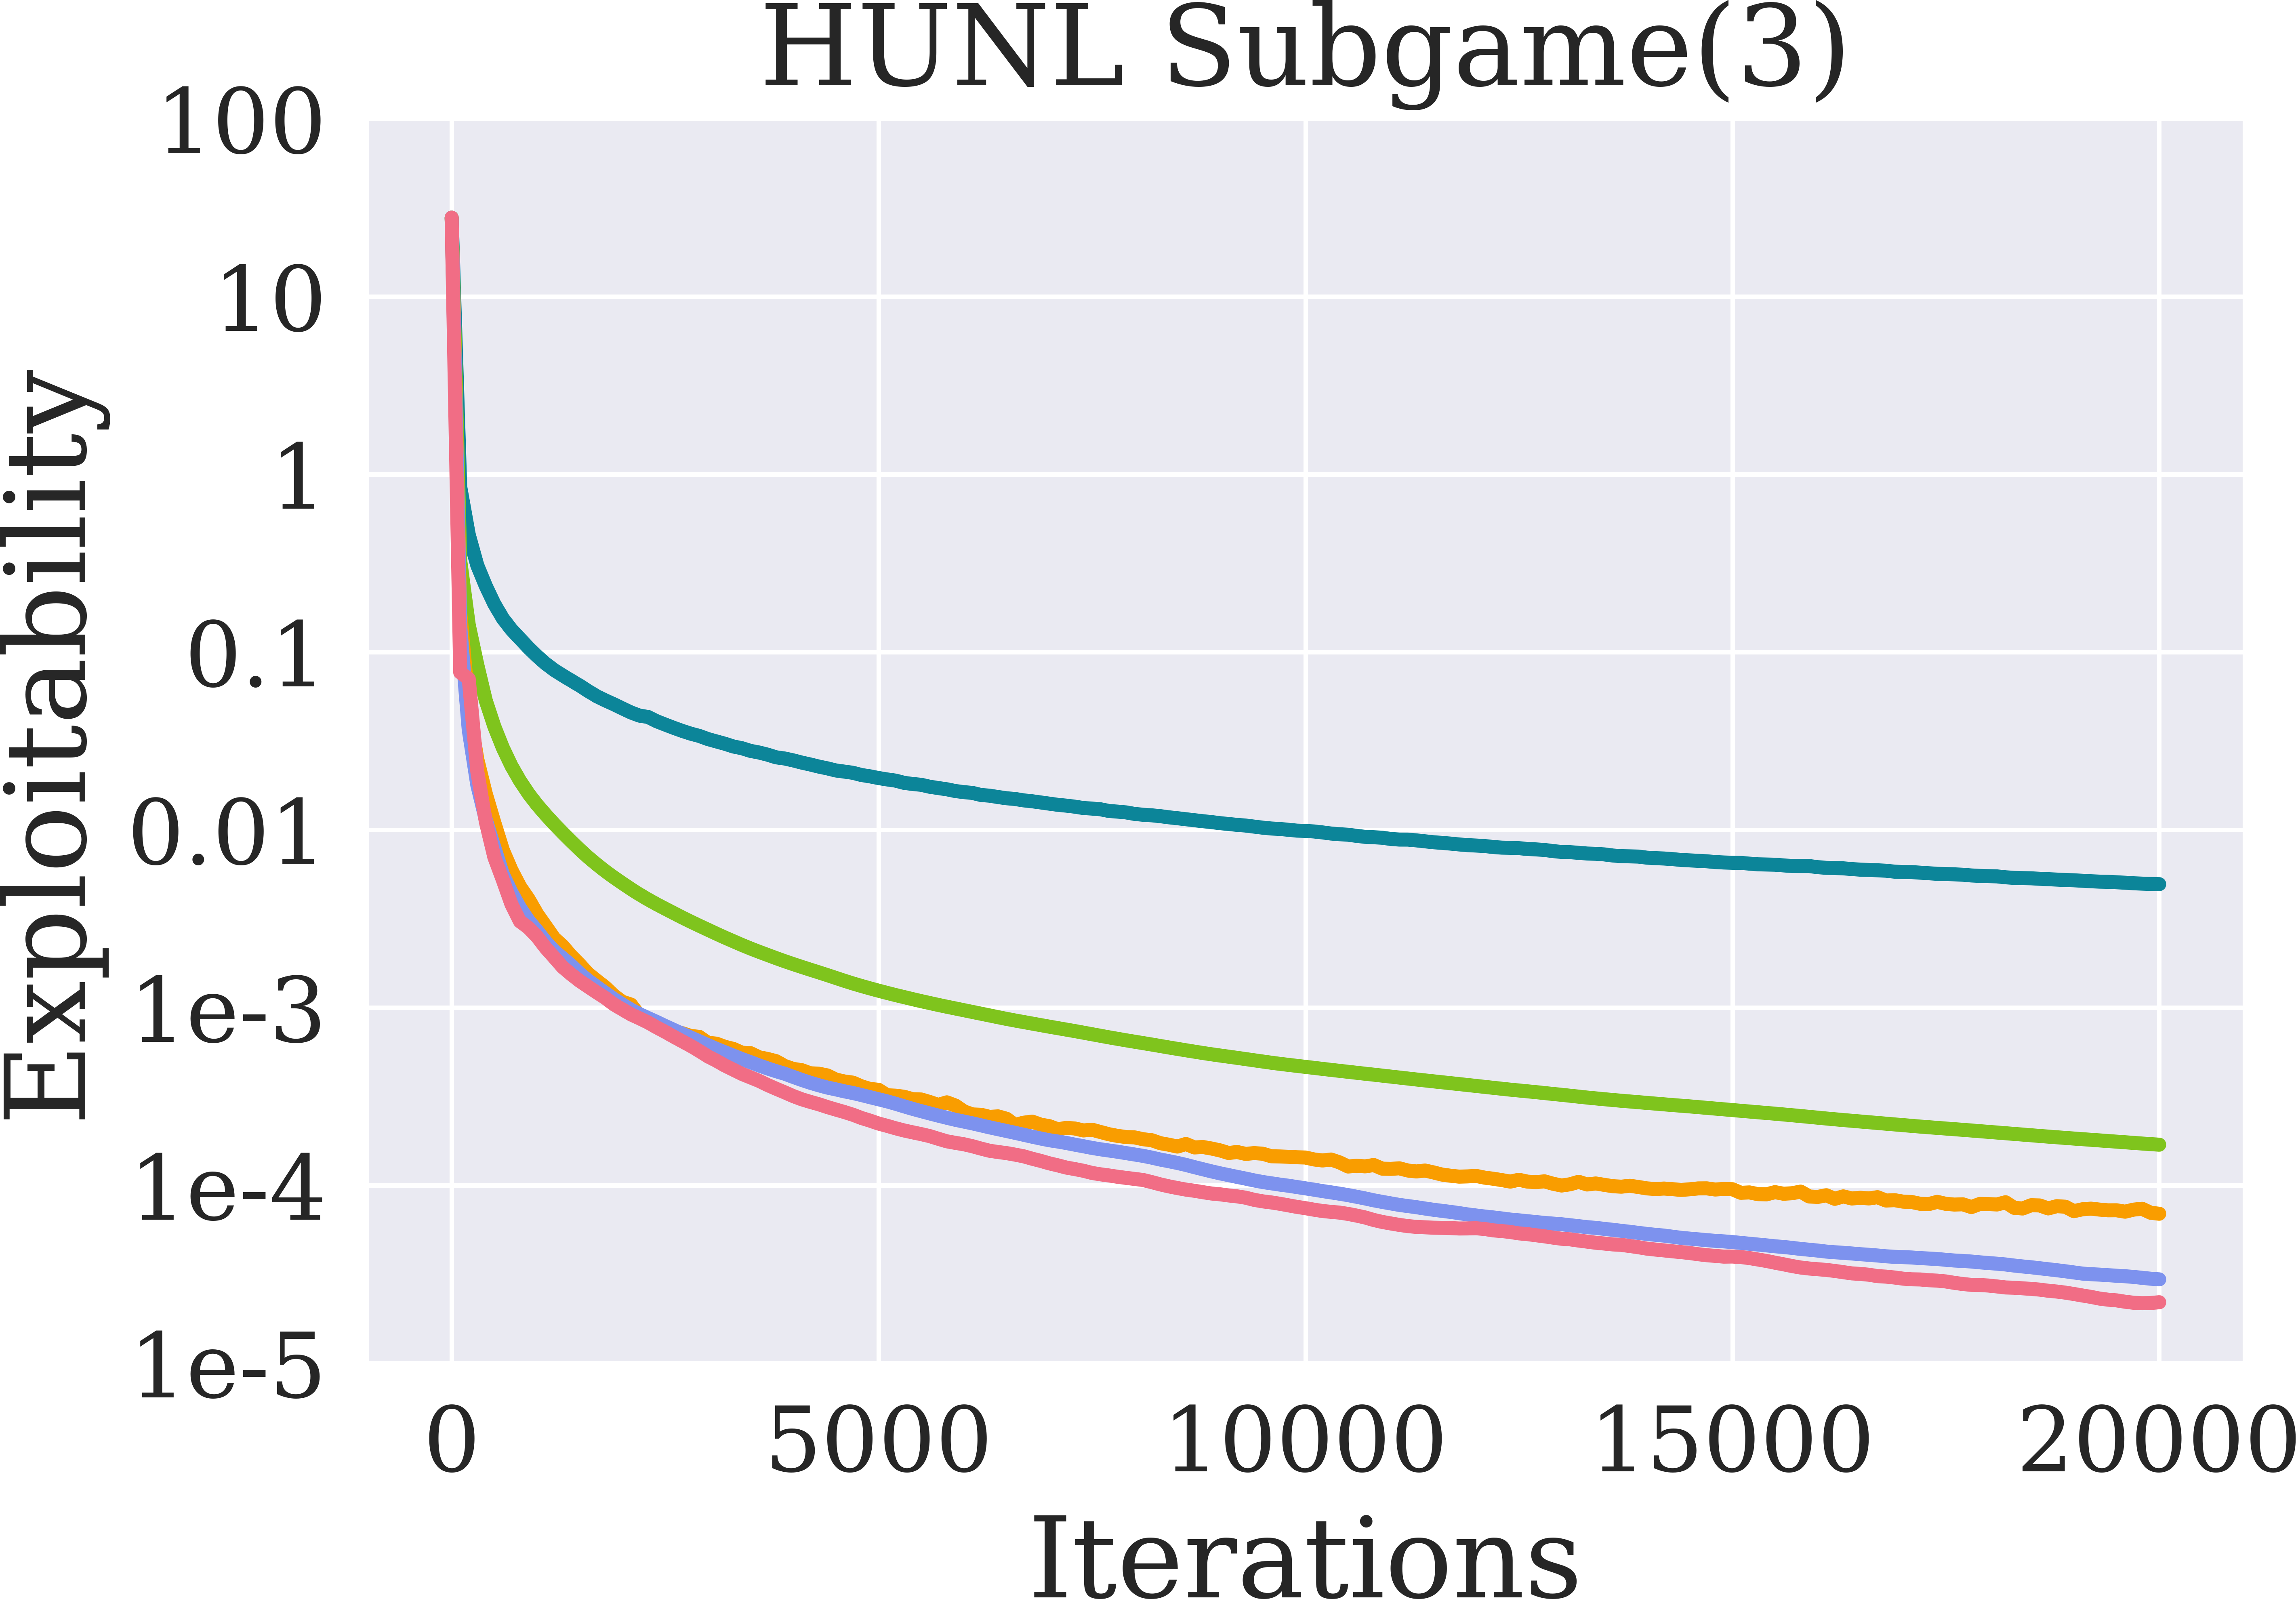 HUNL Subgame(3)
Exploitability
100
10
1
0.1
0.01
1e-3
1e-4
1e-5
0 5000 10000 15000 20000
Iterations